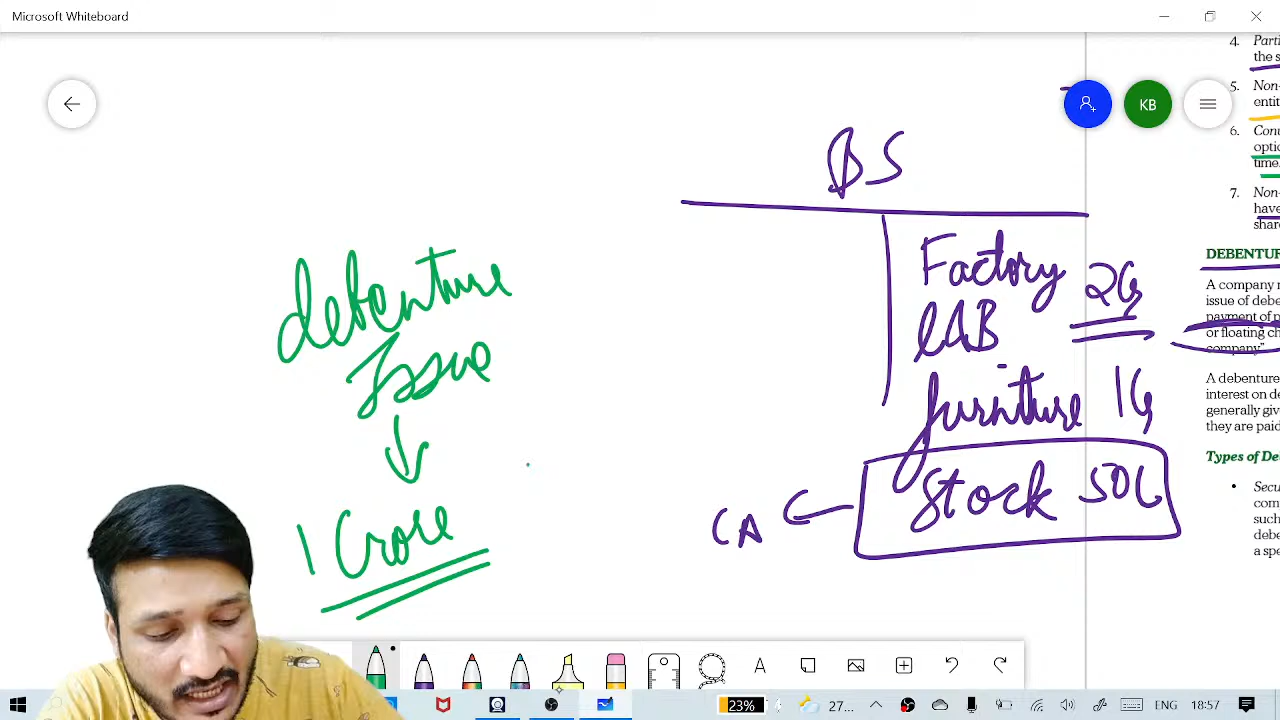 Microsoft Whiteboard
KB
BS
Factory 2Cr
L&B
furniture 1Cr
Stock 50L
CA
debenture
Issue
1 Crore
4. Parti
the s
5. Non-
entit
6. Conv
optio
time.
7. Non-
have
shar
DEBENTUR
A company m
issue of debe
payment of p
or floating ch
company"
A debenture
interest on de
generally giv
they are paid
Types of De
• Secu
com
such
debe
a spe
23%
27...
ENG
18:57